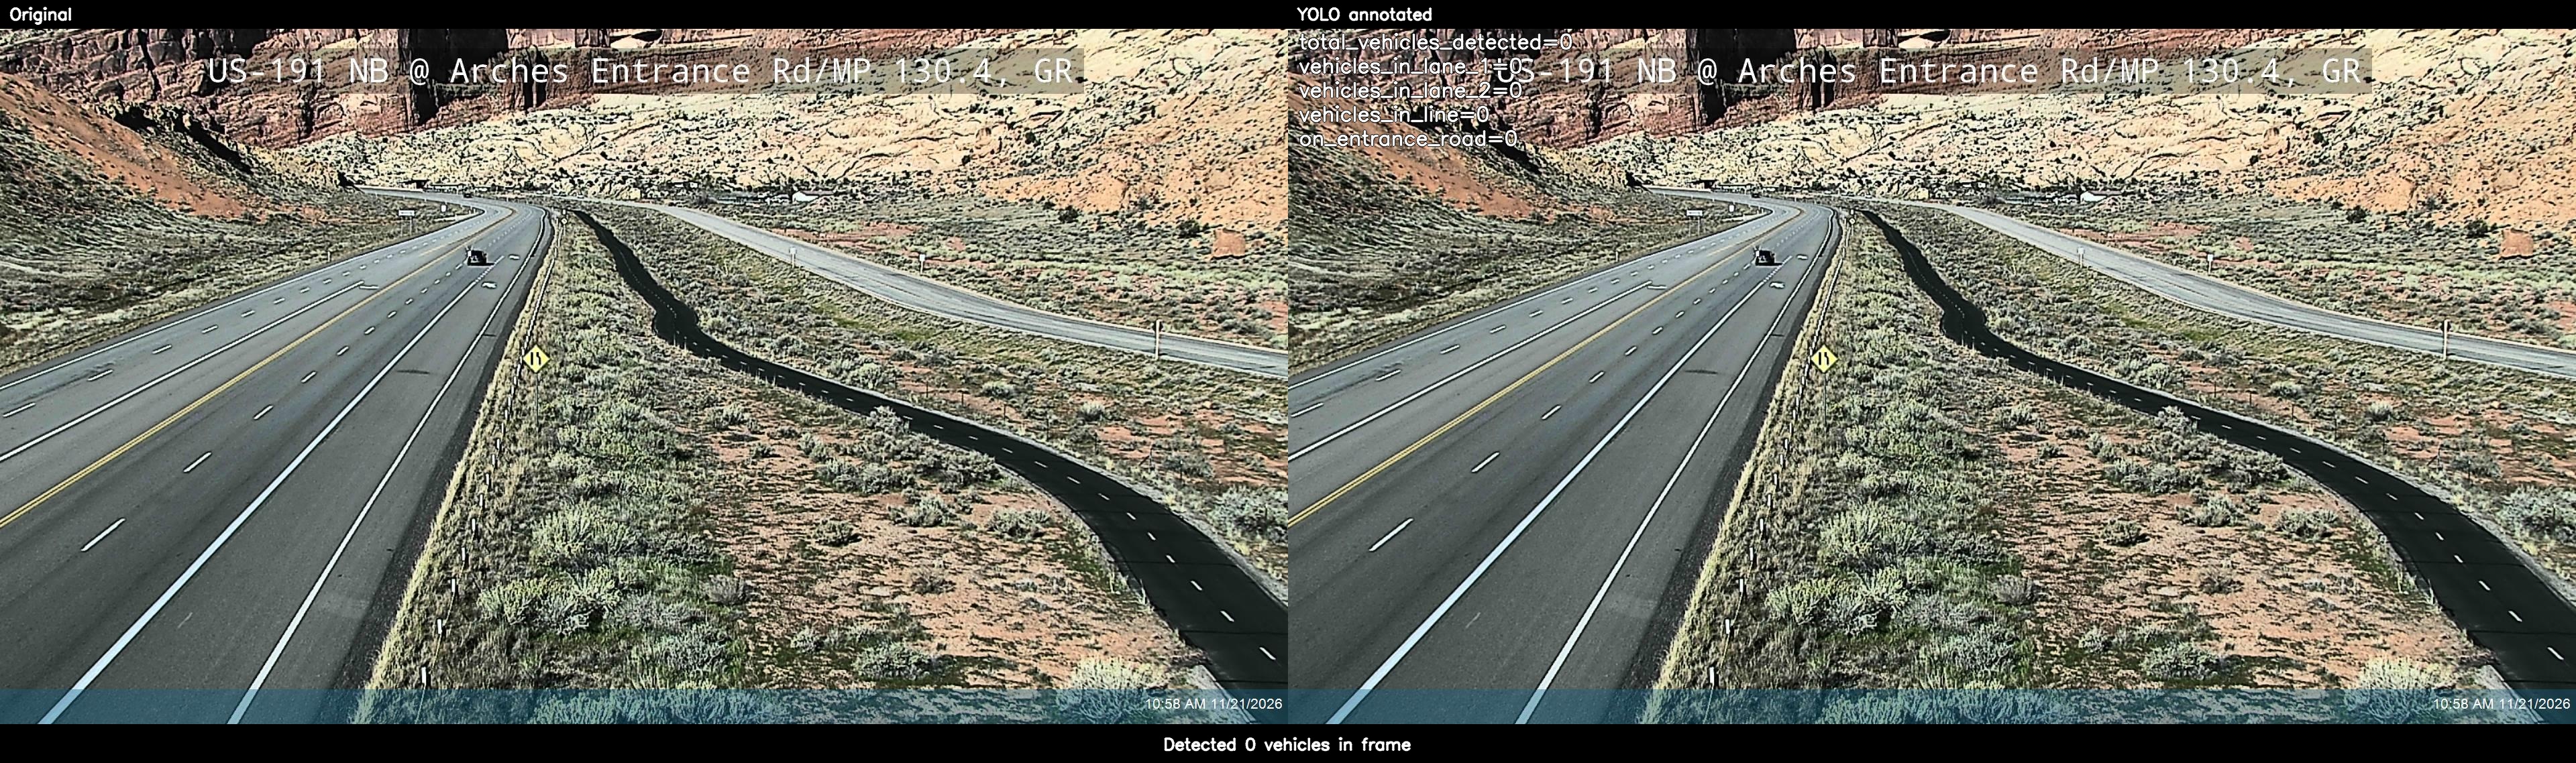 Original
YOLO annotated
US-191 NB @ Arches Entrance Rd/MP 130.4, GR
total_vehicles_detected=0
vehicles_in_lane_1=0
US-191 NB @ Arches Entrance Rd/MP 130.4, GR
vehicles_in_lane_2=0
vehicles_in_line=0
on_entrance_road=0
10:58 AM 11/21/2026
10:58 AM 11/21/2026
Detected 0 vehicles in frame